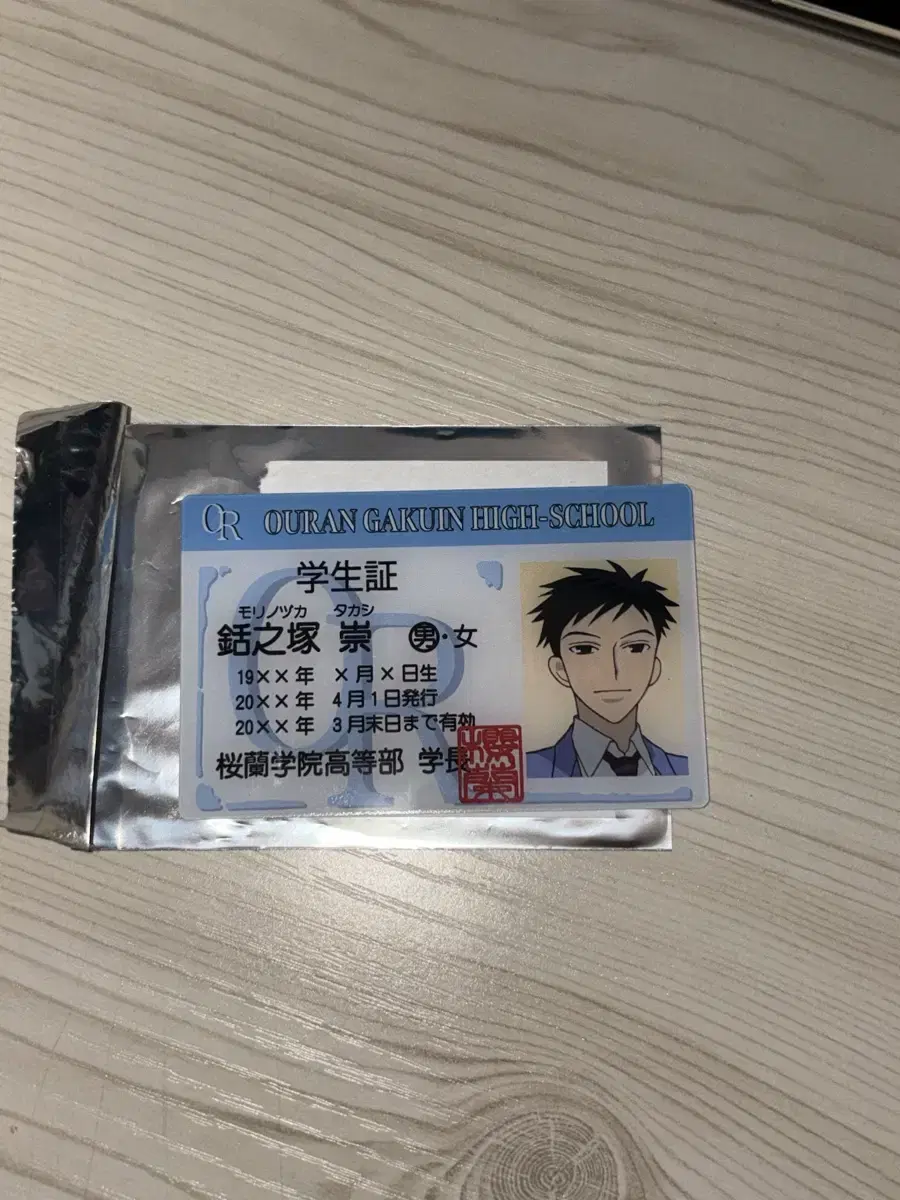 OR OURAN GAKUIN HIGH-SCHOOL
学生証
モリノヅカ タカシ
銛之塚 崇 男・女
19××年 ×月×日生
20××年 4月1日発行
20××年 3月末日まで有効
桜蘭学院高等部 学長
櫻蘭